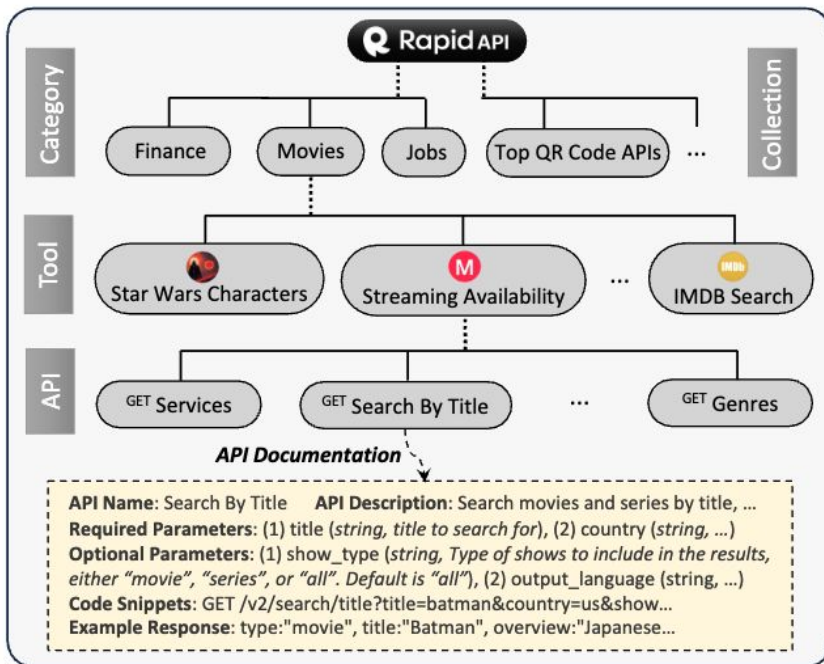 Rapid API
Category
Collection
Finance
Movies
Jobs
Top QR Code APIs
...
Tool
M
IMDb
Star Wars Characters
Streaming Availability
...
IMDB Search
API
GET Services
GET Search By Title
...
GET Genres
API Documentation
API Name: Search By Title API Description: Search movies and series by title, ...
Required Parameters: (1) title (string, title to search for), (2) country (string, ...)
Optional Parameters: (1) show_type (string, Type of shows to include in the results,
either “movie”, “series”, or “all”. Default is “all”), (2) output_language (string, ...)
Code Snippets: GET /v2/search/title?title=batman&country=us&show...
Example Response: type:"movie", title:"Batman", overview:"Japanese...